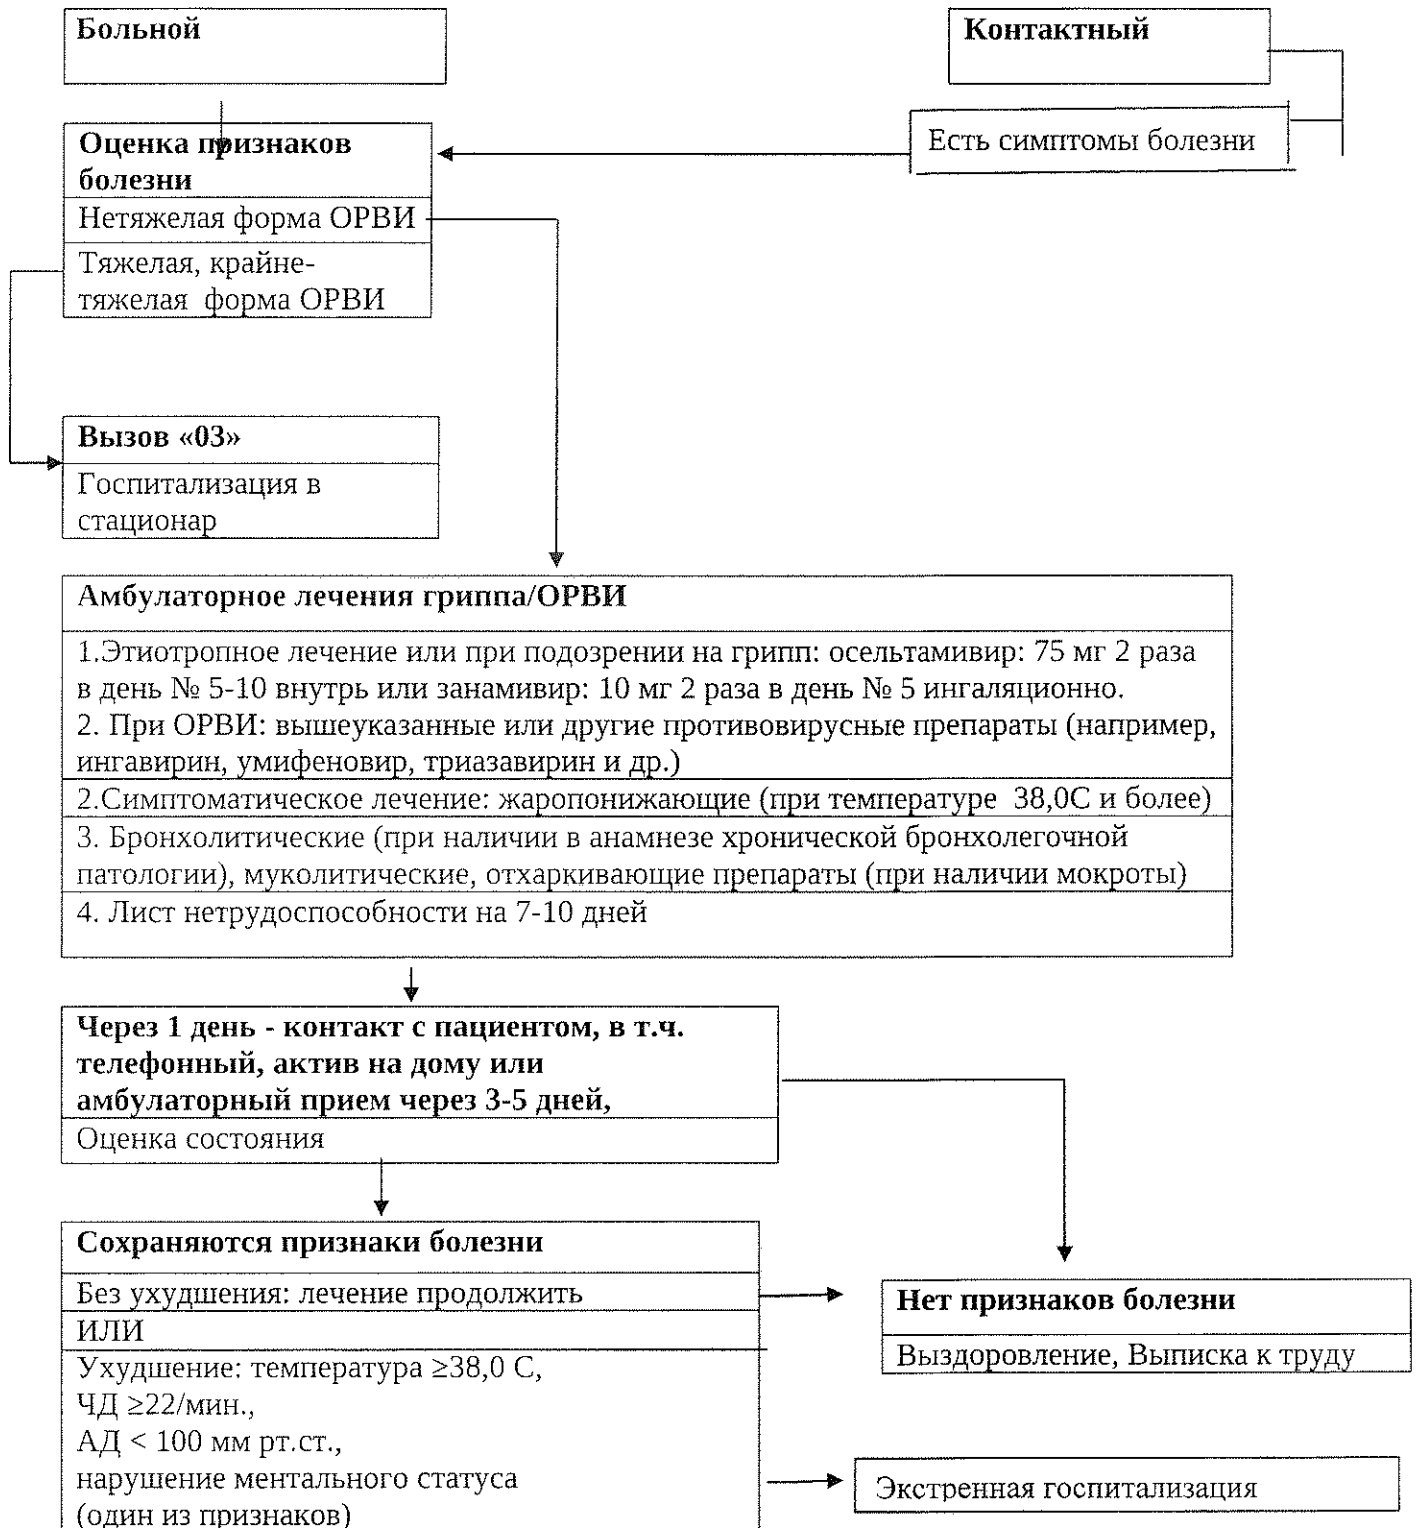 Больной
Контактный
Есть симптомы болезни
Оценка признаков
болезни
Нетяжелая форма ОРВИ
Тяжелая, крайне-
тяжелая форма ОРВИ
Вызов «03»
Госпитализация в
стационар
Амбулаторное лечения гриппа/ОРВИ
1.Этиотропное лечение или при подозрении на грипп: осельтамивир: 75 мг 2 раза
в день № 5-10 внутрь или занамивир: 10 мг 2 раза в день № 5 ингаляционно.
2. При ОРВИ: вышеуказанные или другие противовирусные препараты (например,
ингавирин, умифеновир, триазавирин и др.)
2.Симптоматическое лечение: жаропонижающие (при температуре 38,0С и более)
3. Бронхолитические (при наличии в анамнезе хронической бронхолегочной
патологии), муколитические, отхаркивающие препараты (при наличии мокроты)
4. Лист нетрудоспособности на 7-10 дней
Через 1 день - контакт с пациентом, в т.ч.
телефонный, актив на дому или
амбулаторный прием через 3-5 дней,
Оценка состояния
Сохраняются признаки болезни
Без ухудшения: лечение продолжить
ИЛИ
Ухудшение: температура ≥38,0 С,
ЧД ≥22/мин.,
АД < 100 мм рт.ст.,
нарушение ментального статуса
(один из признаков)
Нет признаков болезни
Выздоровление, Выписка к труду
Экстренная госпитализация